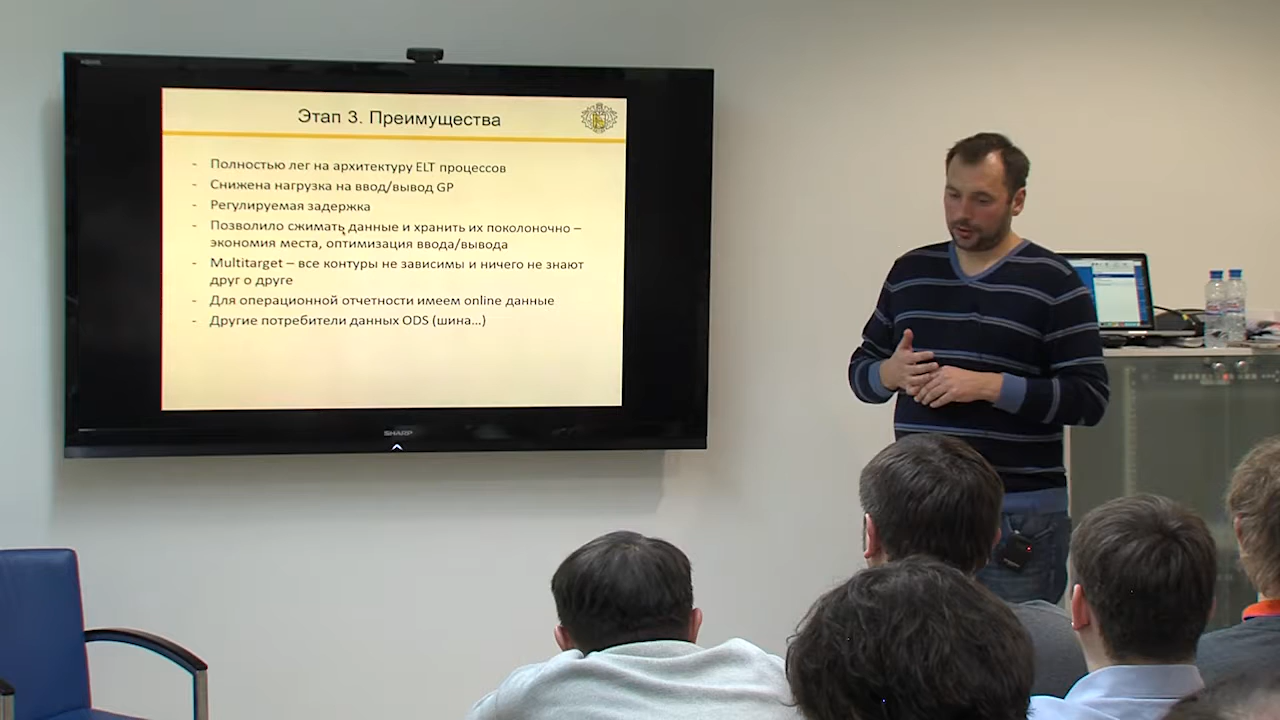 Этап 3. Преимущества
- Полностью лег на архитектуру ELT процессов
- Снижена нагрузка на ввод/вывод GP
- Регулируемая задержка
- Позволило сжимать данные и хранить их поколоночно –
экономия места, оптимизация ввода/вывода
- Multitarget – все контуры не зависимы и ничего не знают
друг о друге
- Для операционной отчетности имеем online данные
- Другие потребители данных ODS (шина...)
SHARP